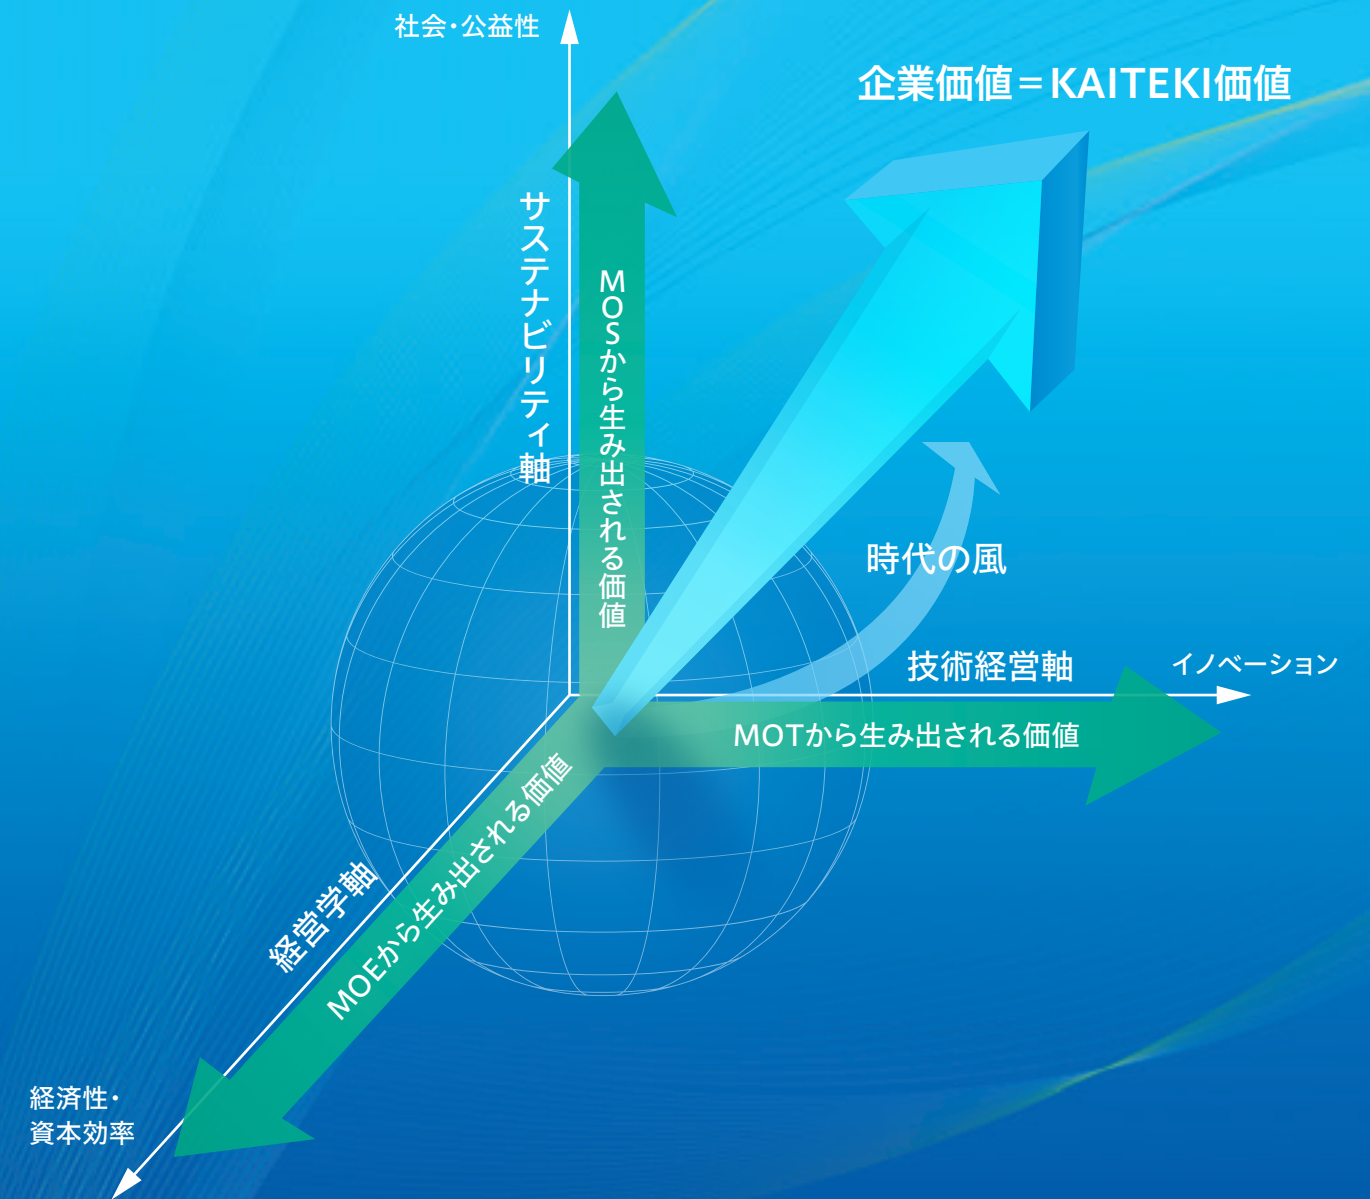 社会・公益性
企業価値＝KAITEKI価値
サステナビリティ軸
MOSから生み出される価値
時代の風
技術経営軸
イノベーション
MOTから生み出される価値
経営学軸
MOEから生み出される価値
経済性・
資本効率